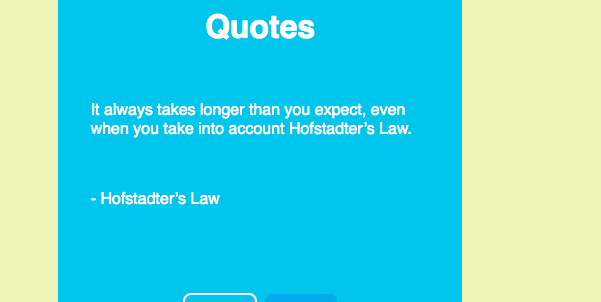 Quotes
It always takes longer than you expect, even
when you take into account Hofstadter’s Law.
- Hofstadter’s Law